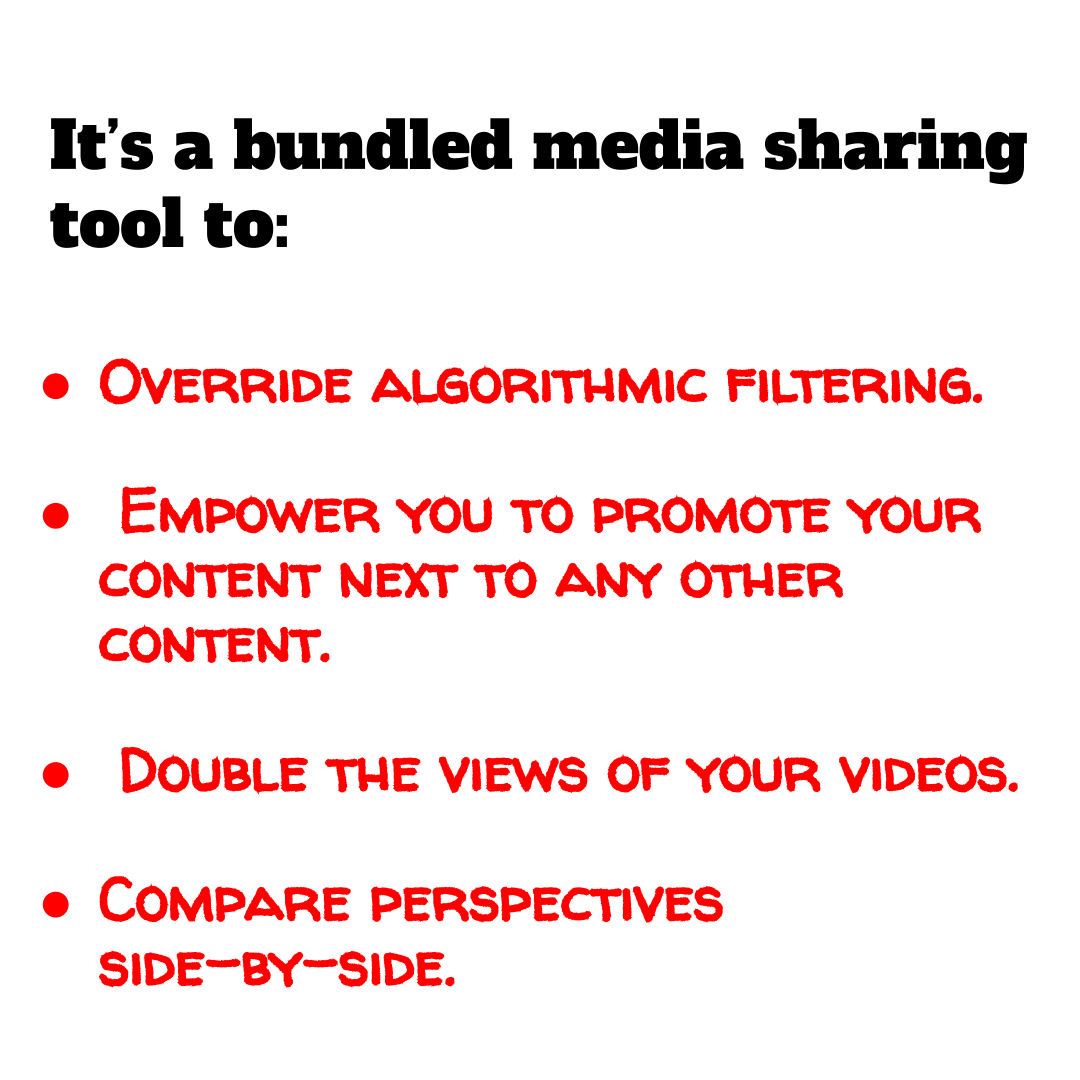 It’s a bundled media sharing
tool to:
● Override algorithmic filtering.
● Empower you to promote your
content next to any other
content.
● Double the views of your videos.
● Compare perspectives
side-by-side.